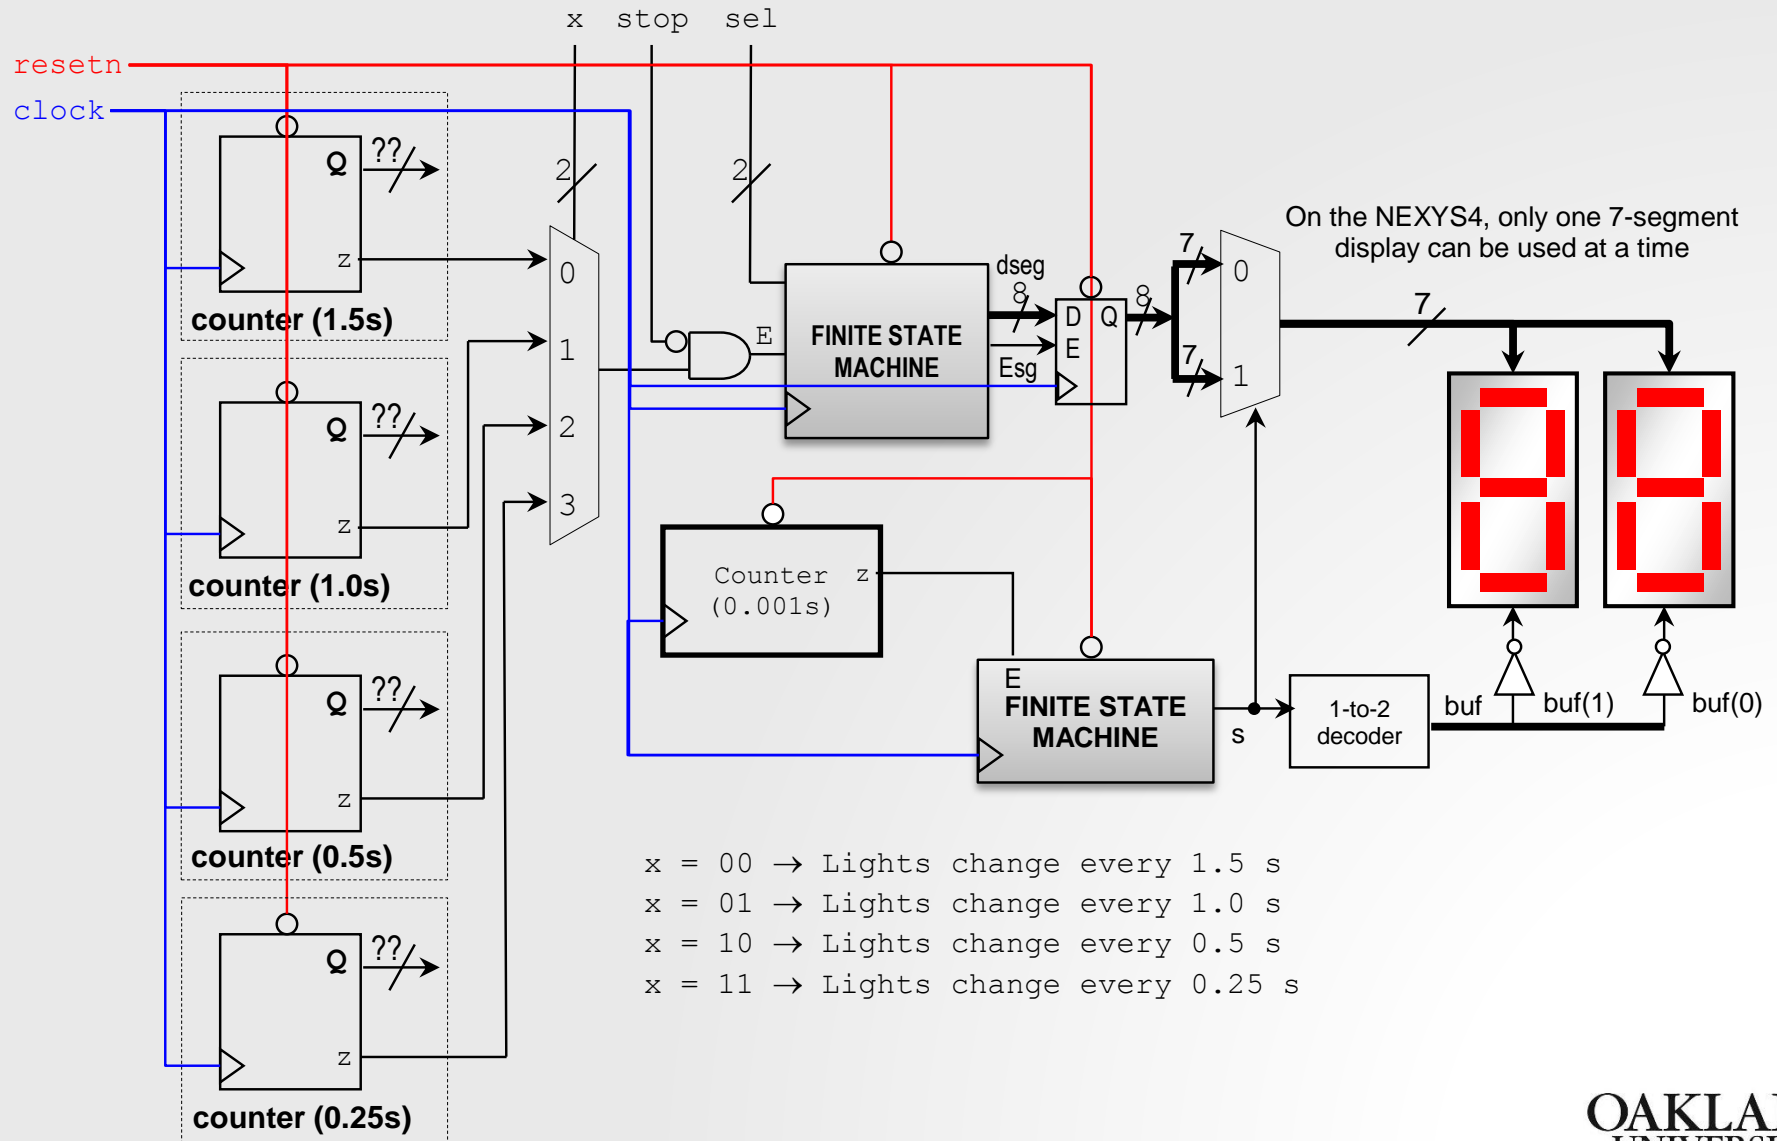 x stop sel
resetn
clock
Q
??
z
counter (1.5s)
Q
??
z
counter (1.0s)
Q
??
z
counter (0.5s)
Q
??
z
counter (0.25s)
2
0
1
2
3
2
E
FINITE STATE
MACHINE
dseg
8
Esg
D Q
E
8
7
7
0
1
7
On the NEXYS4, only one 7-segment
display can be used at a time
Counter z
(0.001s)
E
FINITE STATE
MACHINE
s
1-to-2
decoder
buf
buf(1)
buf(0)
x = 00 → Lights change every 1.5 s
x = 01 → Lights change every 1.0 s
x = 10 → Lights change every 0.5 s
x = 11 → Lights change every 0.25 s